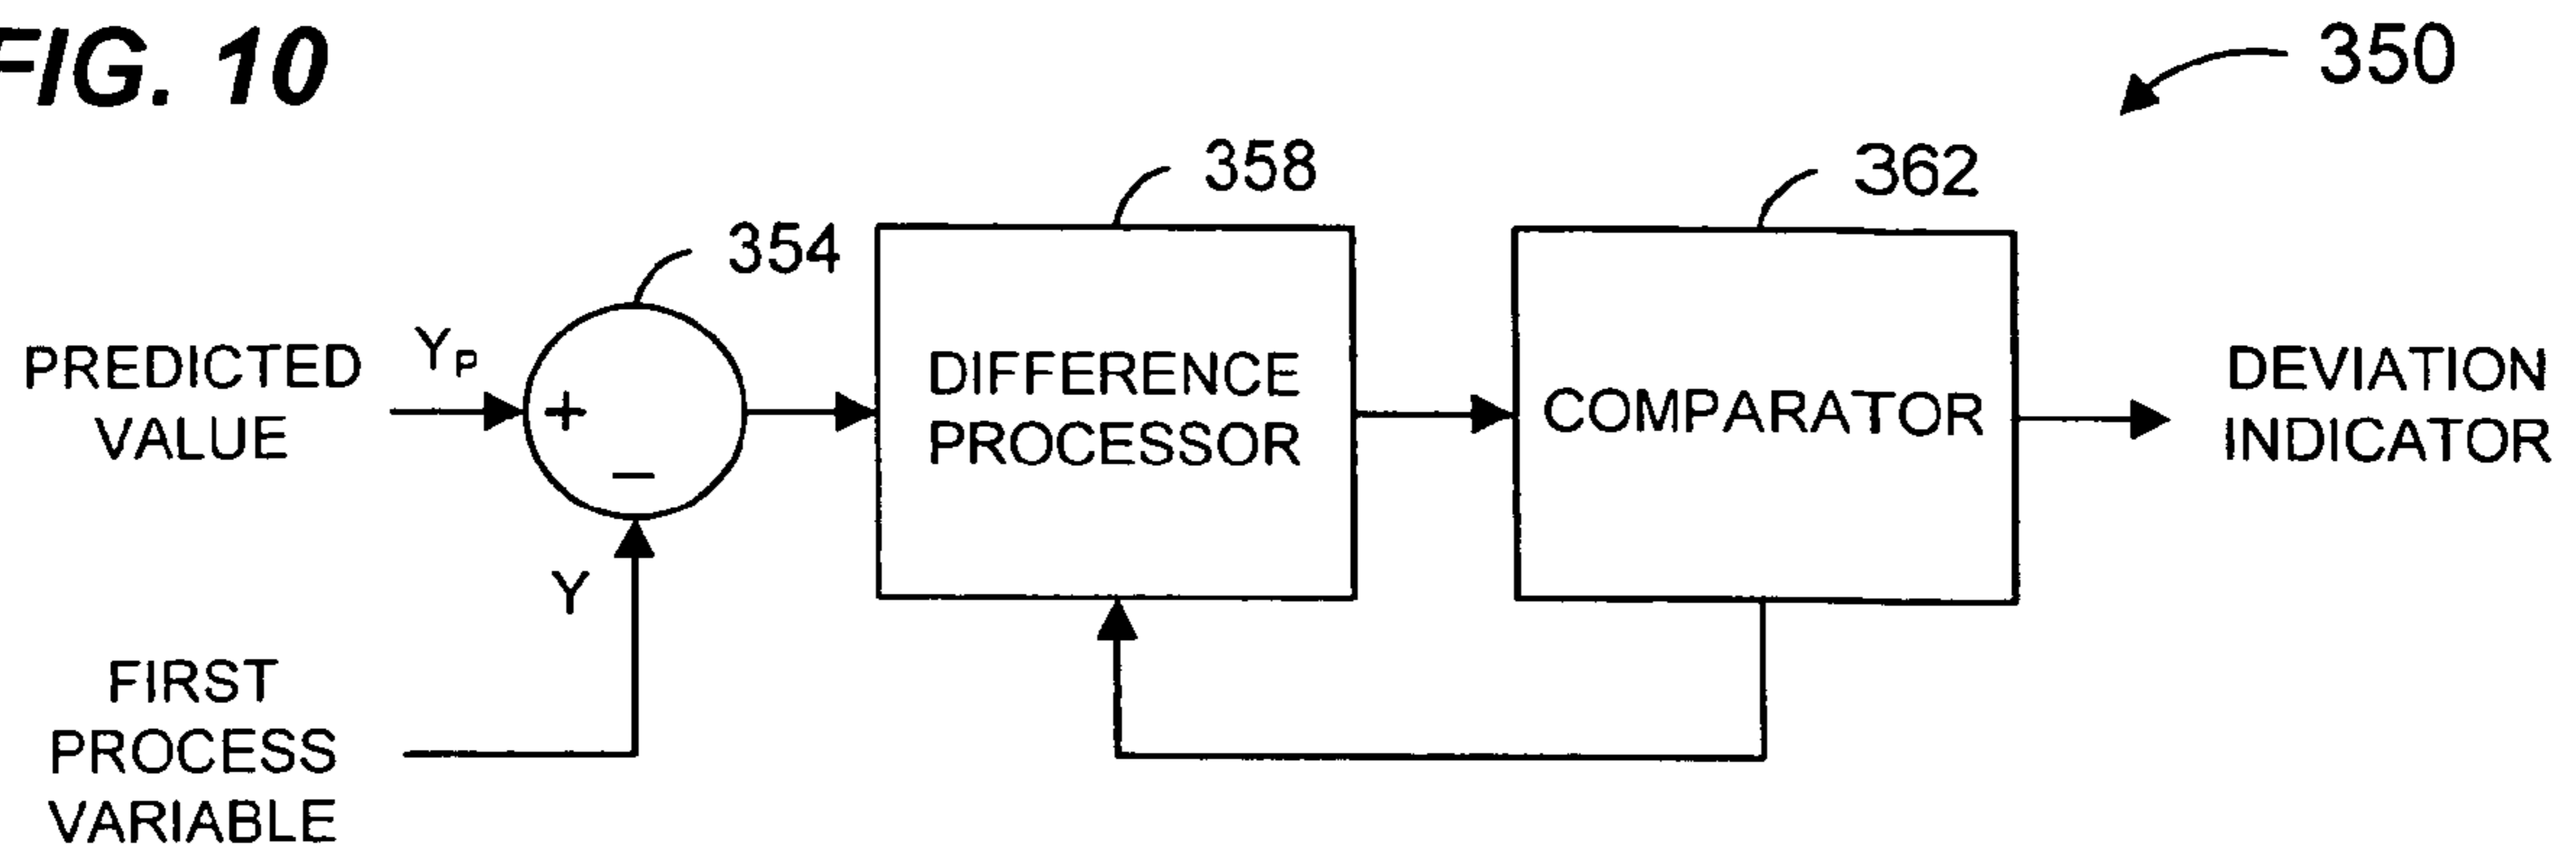 FIG. 10
350
358
362
354
PREDICTED
VALUE
YP
+
−
DIFFERENCE
PROCESSOR
COMPARATOR
DEVIATION
INDICATOR
Y
FIRST
PROCESS
VARIABLE